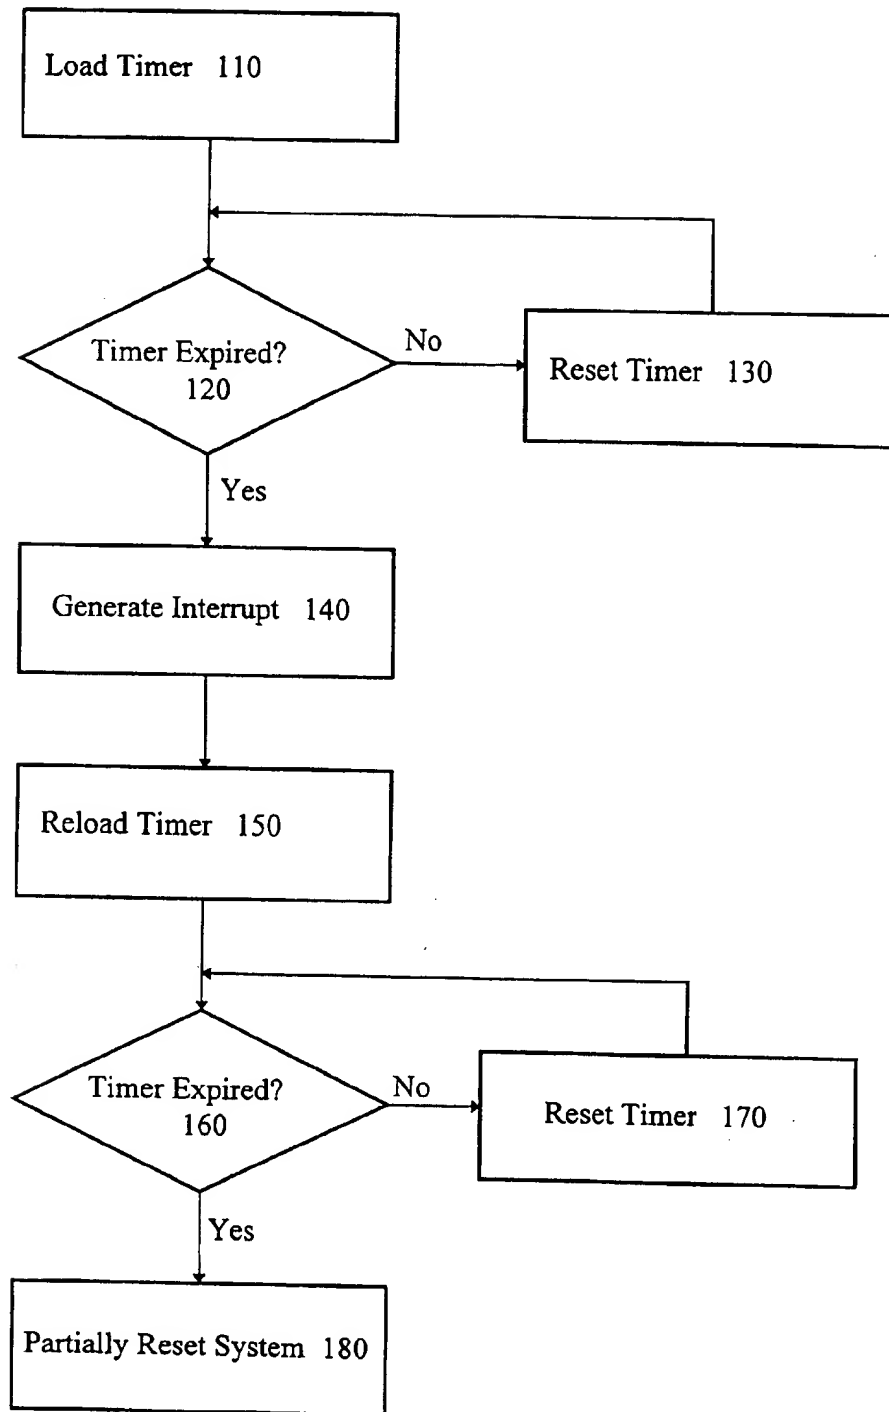 Load Timer 110
Timer Expired?
120
No
Reset Timer 130
Yes
Generate Interrupt 140
Reload Timer 150
Timer Expired?
160
No
Reset Timer 170
Yes
Partially Reset System 180